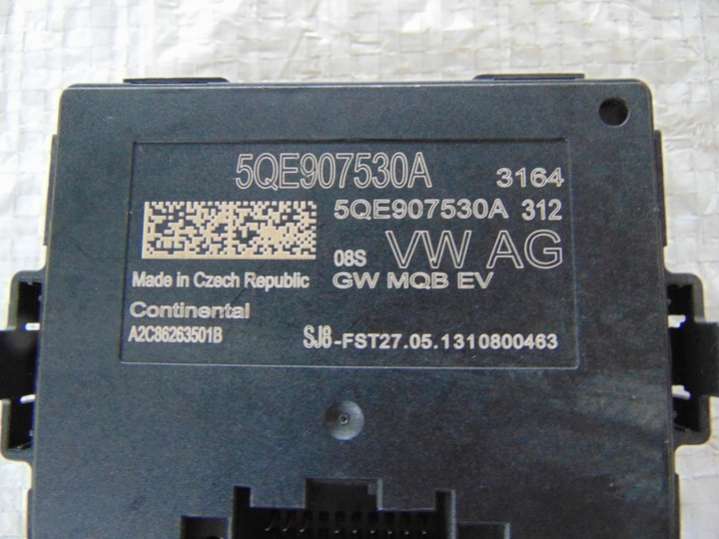 5QE907530A 3164
5QE907530A 312
08S VW AG
Made in Czech Republic GW MQB EV
Continental
A2C86263501B SJ8-FST27.05.1310800463